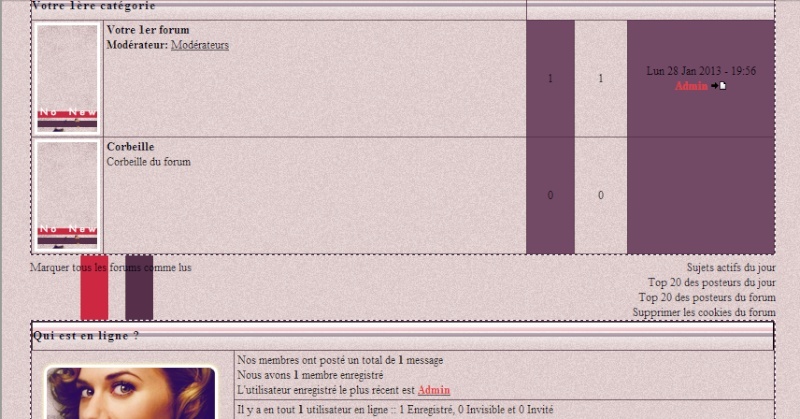 Votre 1ère catégorie
Votre 1er forum
Modérateur: Modérateurs
No New
1
1
Lun 28 Jan 2013 - 19:56
Admin
Corbeille
Corbeille du forum
No New
0
0
Marquer tous les forums comme lus
Sujets actifs du jour
Top 20 des posteurs du jour
Top 20 des posteurs du forum
Supprimer les cookies du forum
Qui est en ligne ?
Nos membres ont posté un total de 1 message
Nous avons 1 membre enregistré
L'utilisateur enregistré le plus récent est Admin
Il y a en tout 1 utilisateur en ligne :: 1 Enregistré, 0 Invisible et 0 Invité